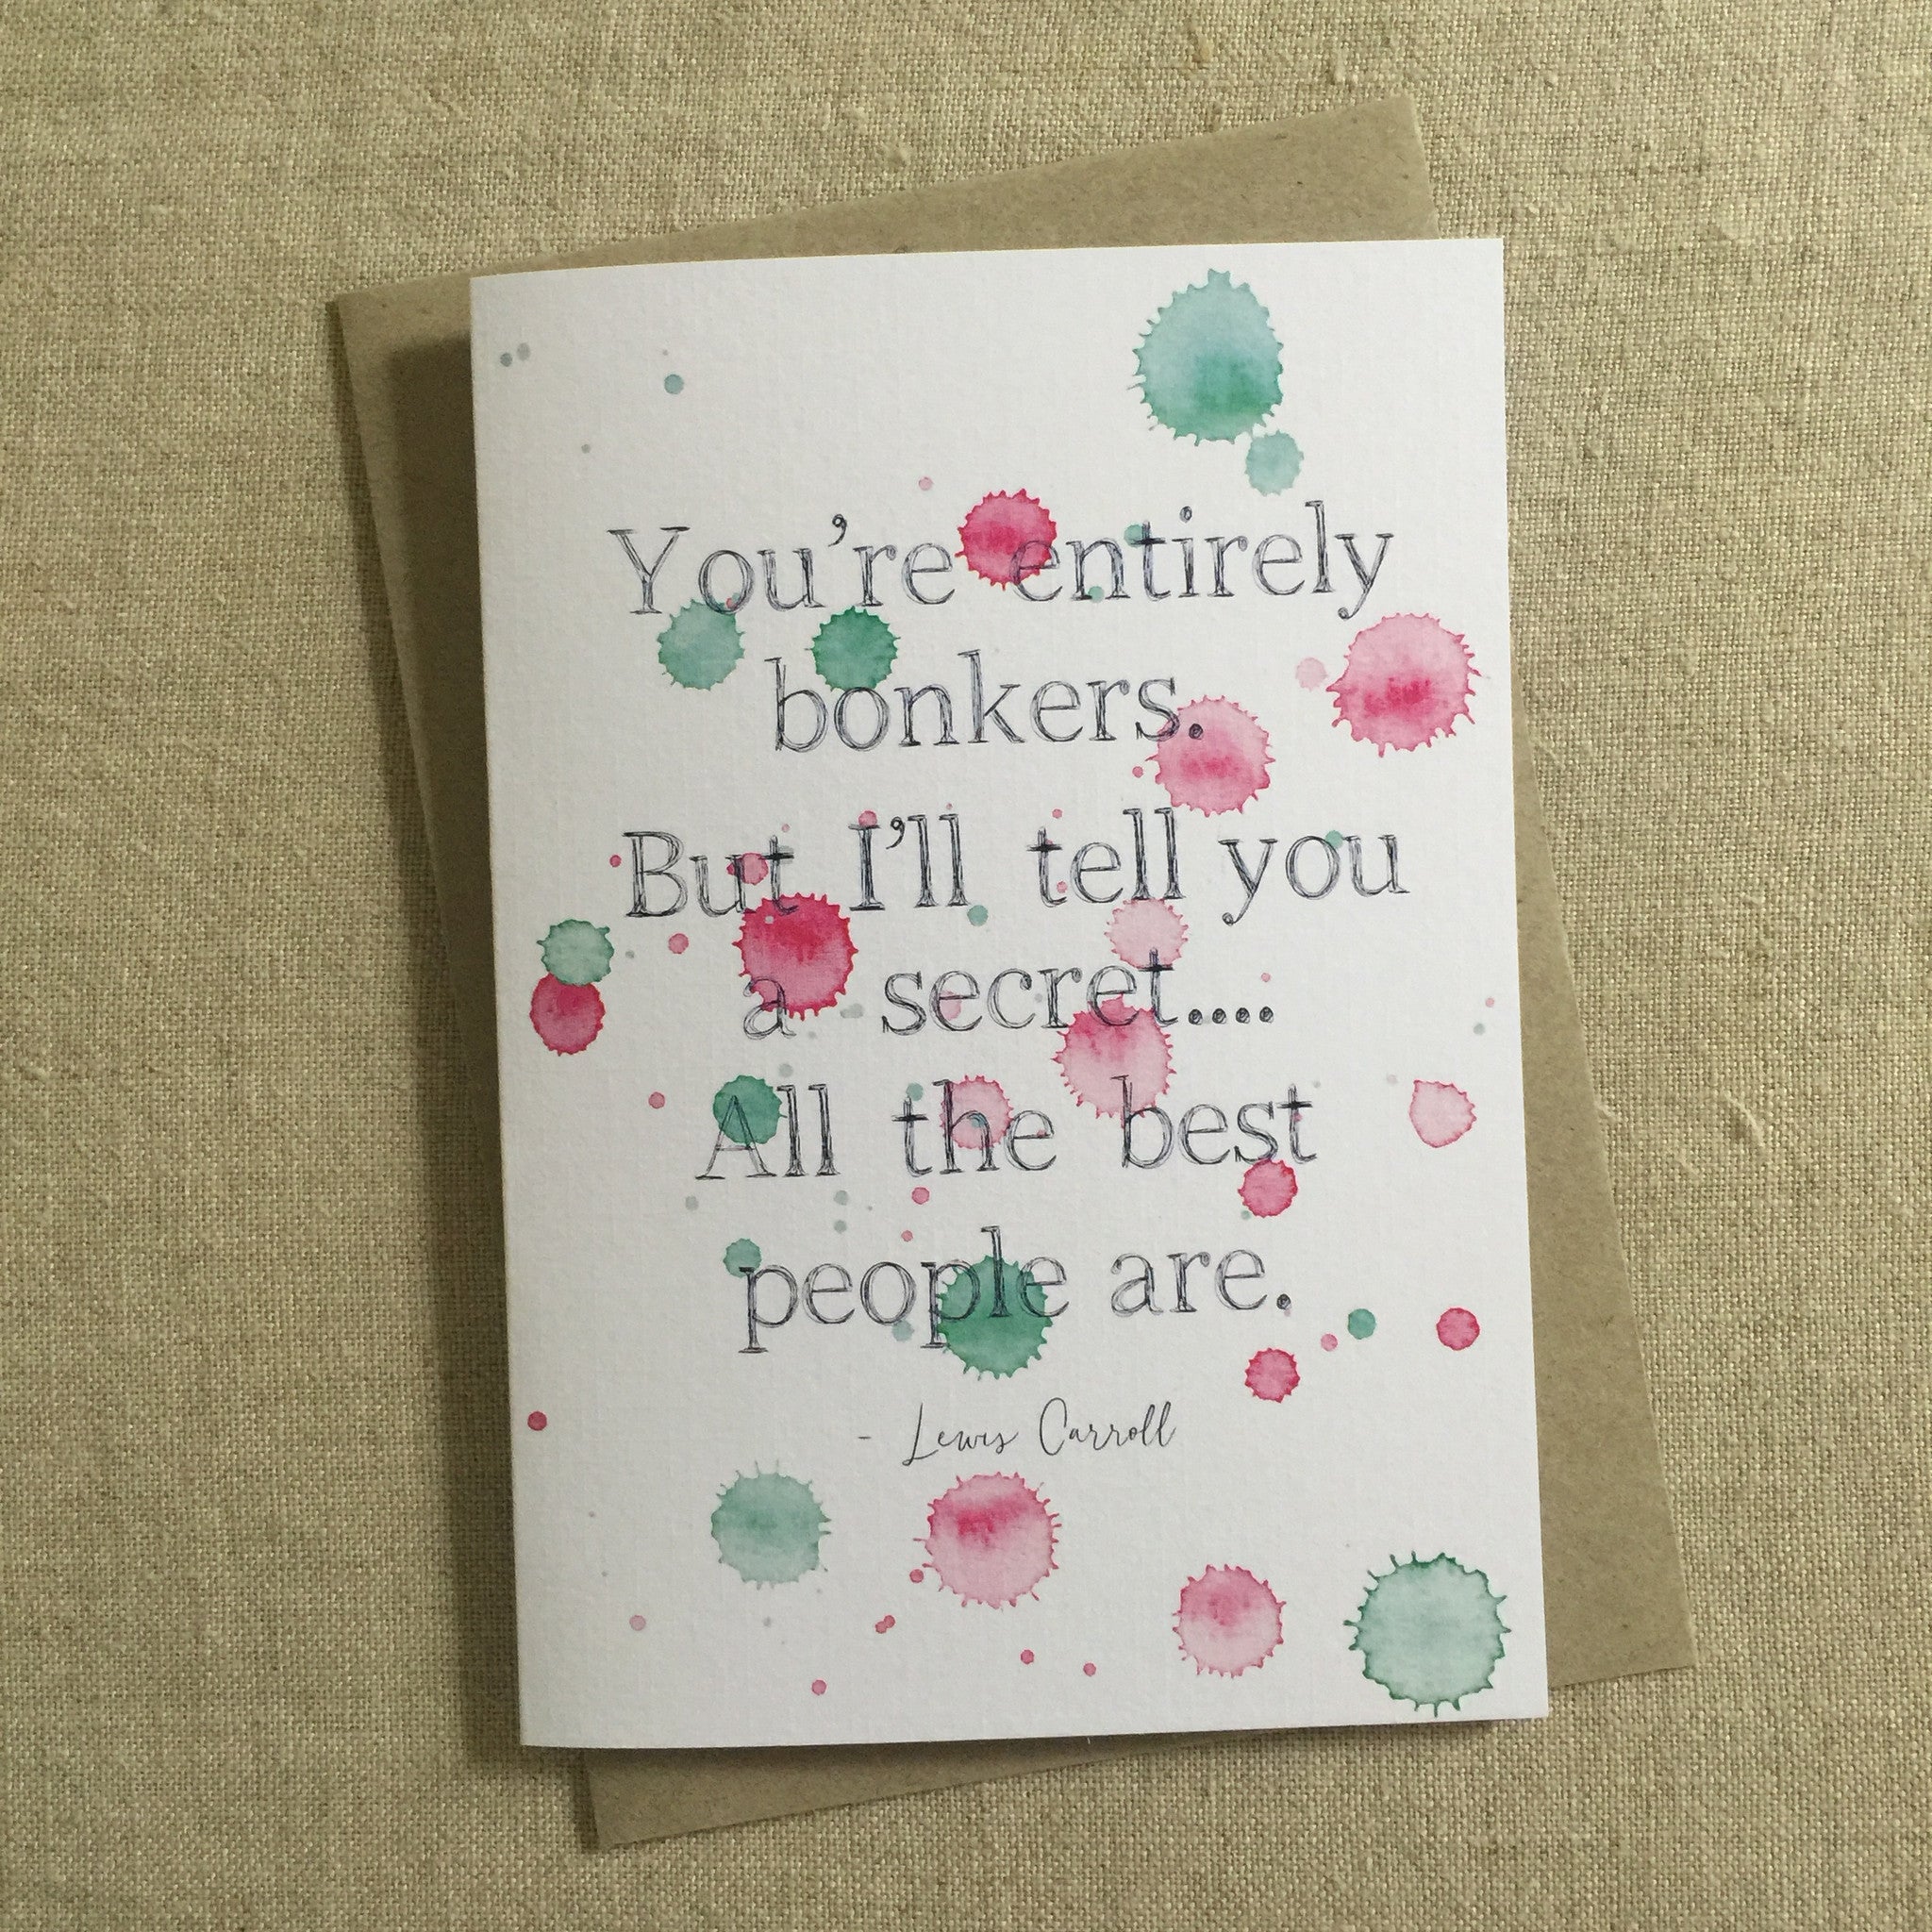 You're entirely
bonkers.
But I'll tell you
a secret....
All the best
people are.
- Lewis Carroll